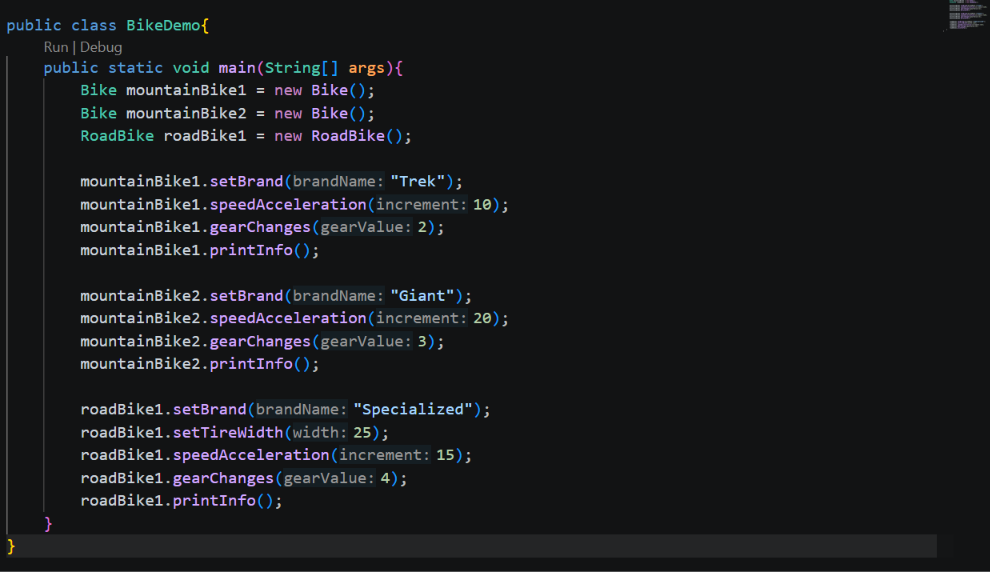 public class BikeDemo{
Run | Debug
public static void main(String[] args){
Bike mountainBike1 = new Bike();
Bike mountainBike2 = new Bike();
RoadBike roadBike1 = new RoadBike();
mountainBike1.setBrand(brandName: "Trek");
mountainBike1.speedAcceleration(increment: 10);
mountainBike1.gearChanges(gearValue: 2);
mountainBike1.printInfo();
mountainBike2.setBrand(brandName: "Giant");
mountainBike2.speedAcceleration(increment: 20);
mountainBike2.gearChanges(gearValue: 3);
mountainBike2.printInfo();
roadBike1.setBrand(brandName: "Specialized");
roadBike1.setTireWidth(width: 25);
roadBike1.speedAcceleration(increment: 15);
roadBike1.gearChanges(gearValue: 4);
roadBike1.printInfo();
}
}